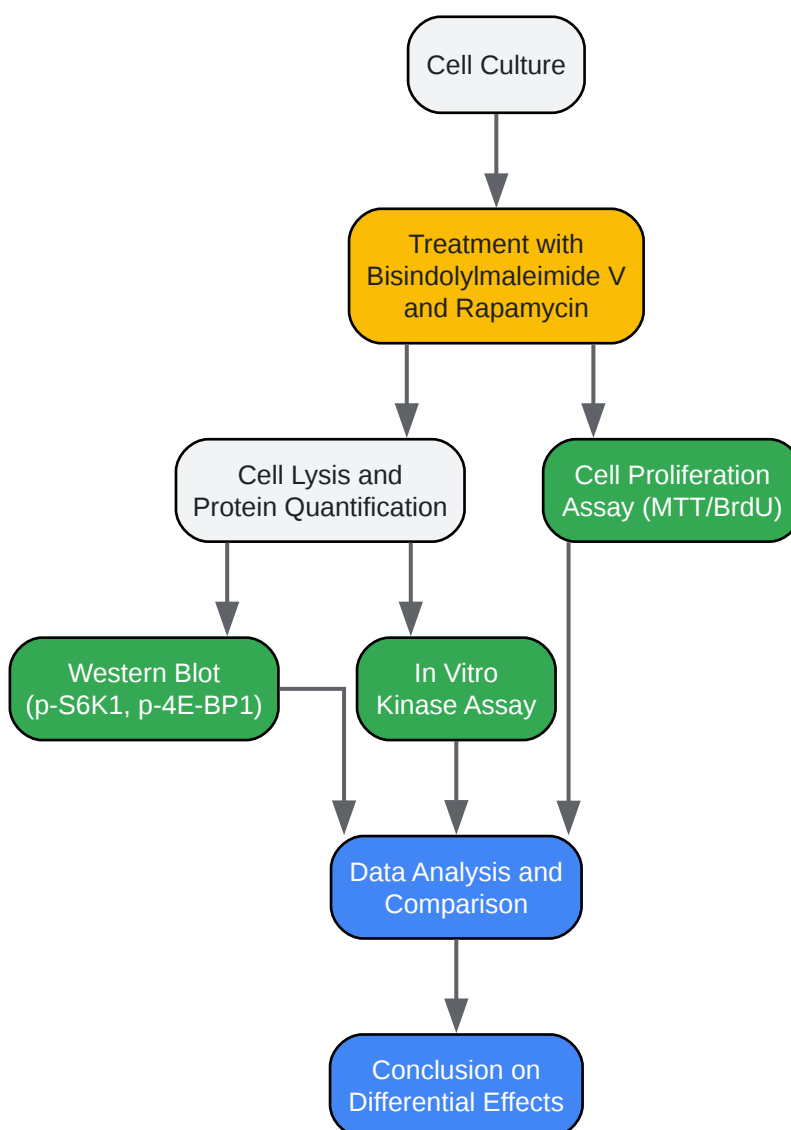 Cell Culture
Treatment with
Bisindolylmaleimide V
and Rapamycin
Cell Lysis and
Protein Quantification
Cell Proliferation
Assay (MTT/BrdU)
Western Blot
(p-S6K1, p-4E-BP1)
In Vitro
Kinase Assay
Data Analysis and
Comparison
Conclusion on
Differential Effects